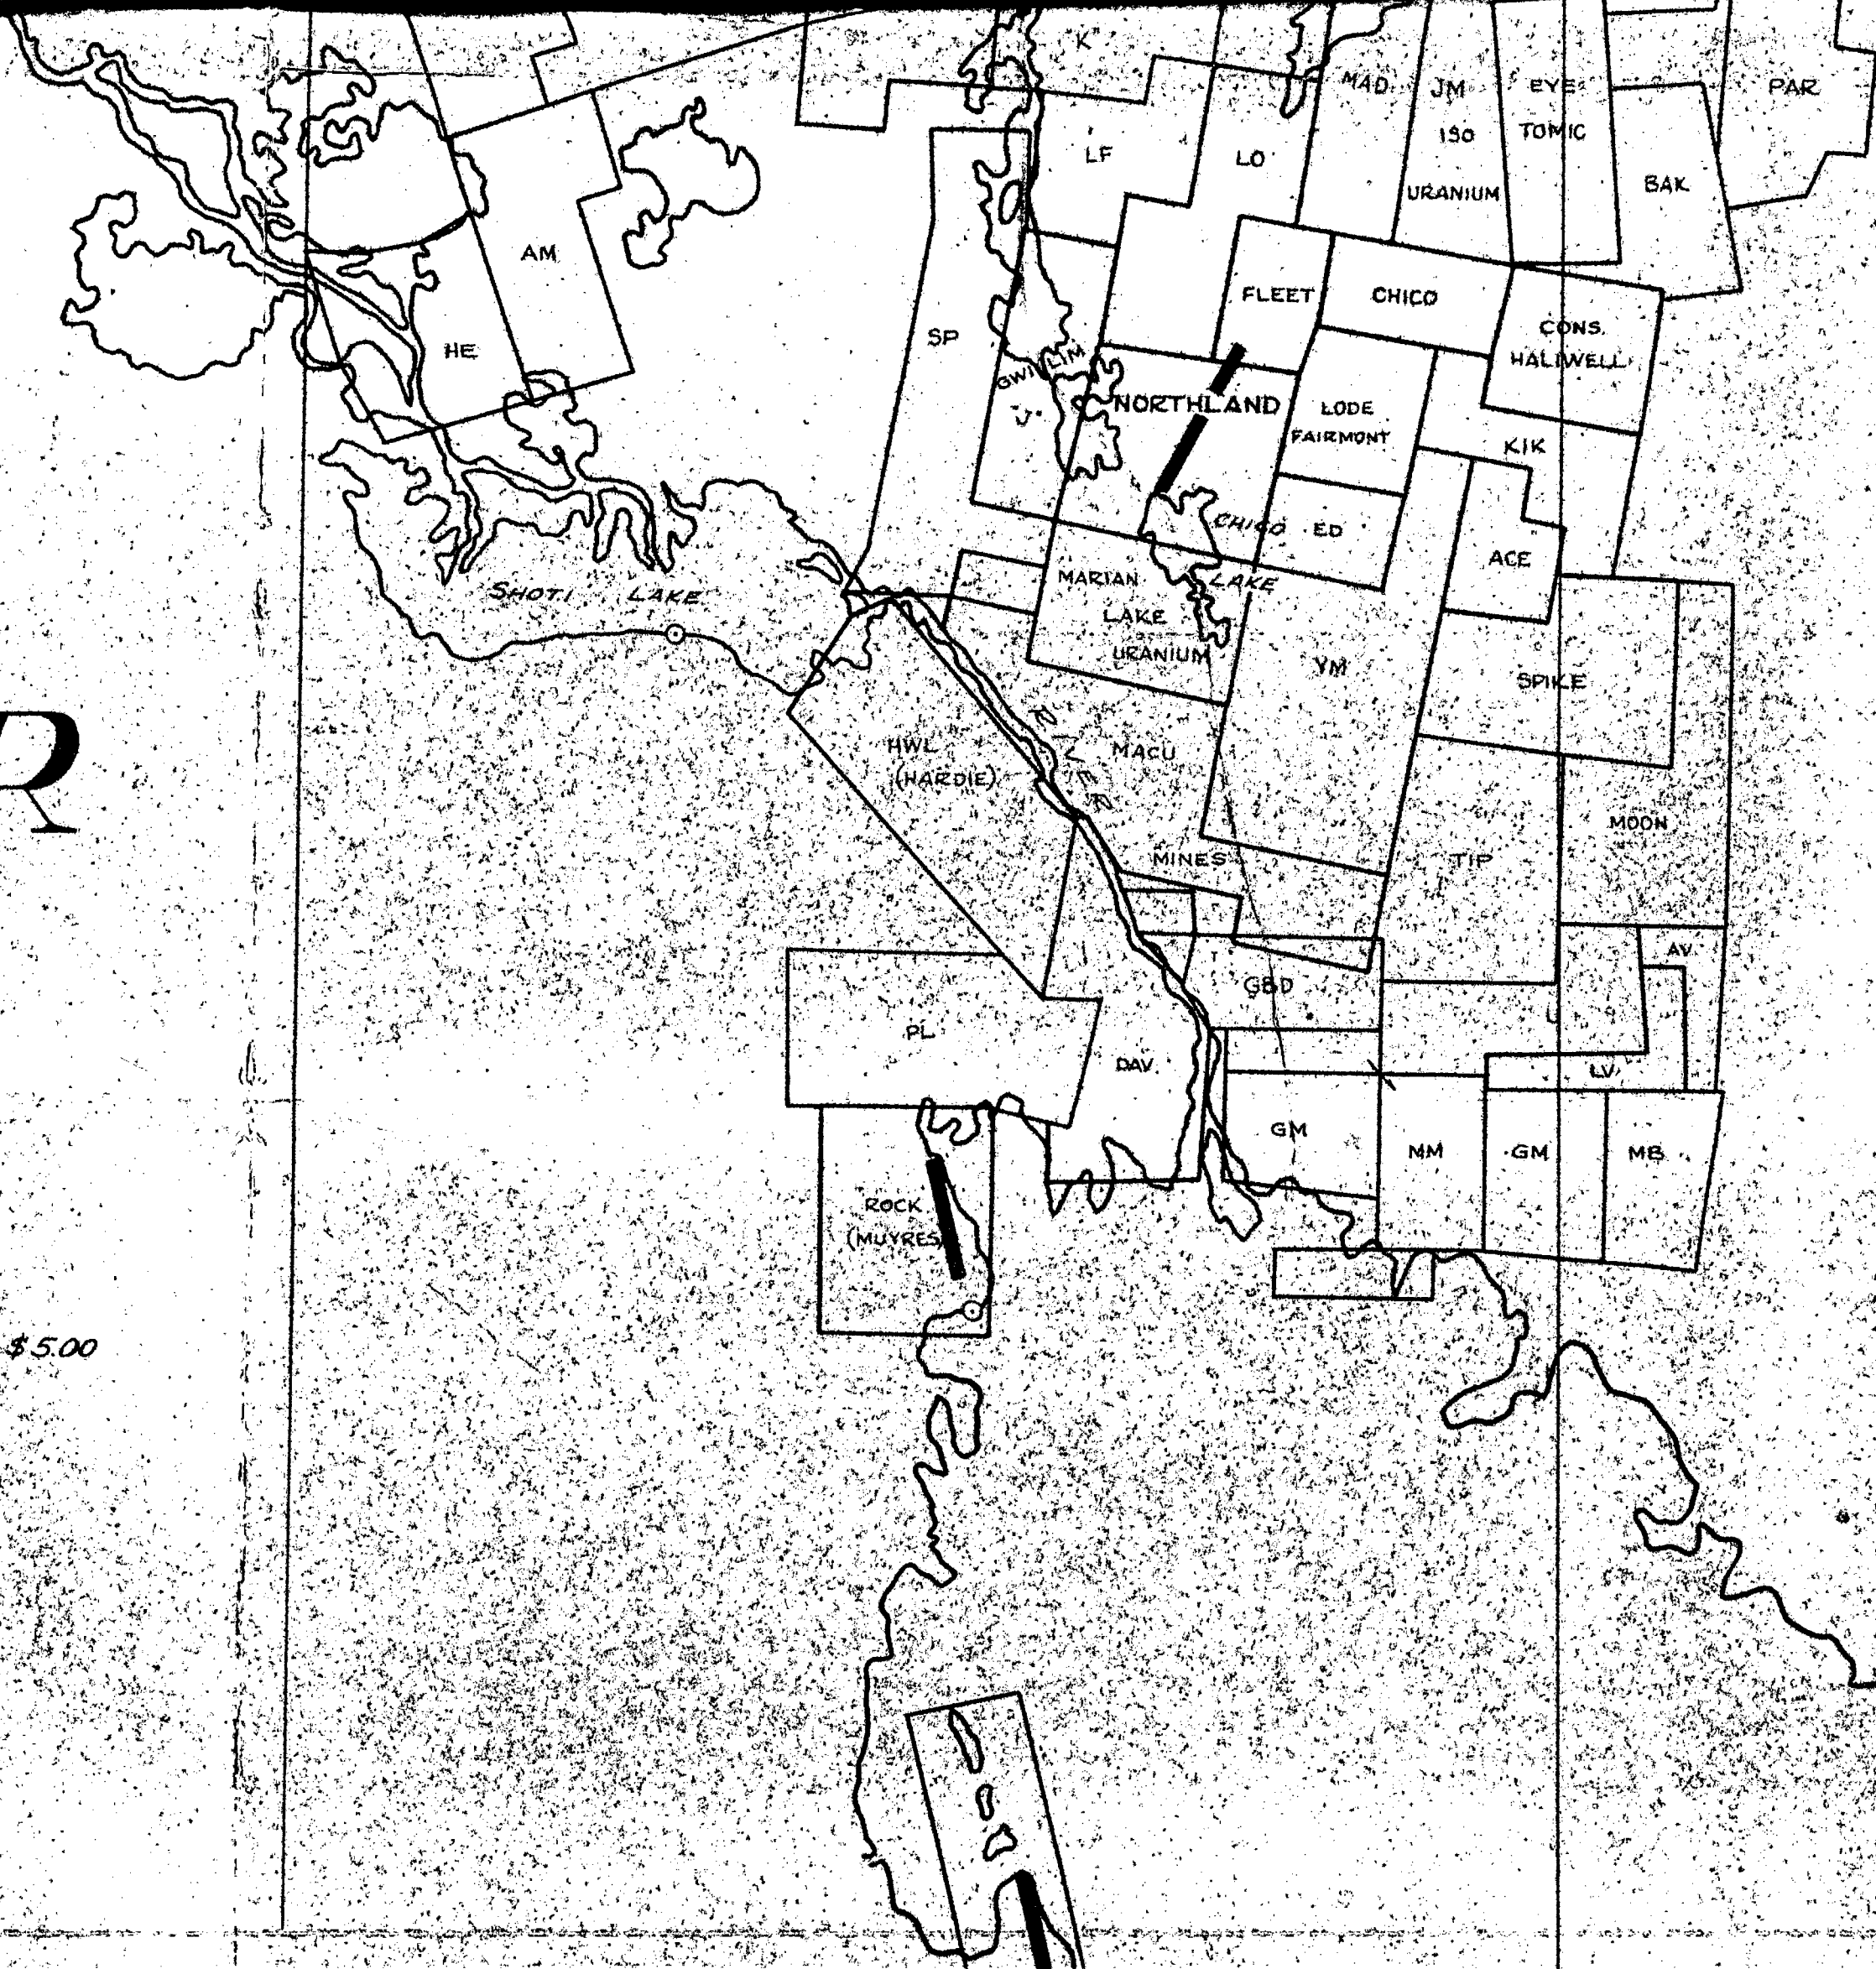 K
MAD
JM
EYE
PAR
ISO
TOMIC
LF
LO
BAK
URANIUM
AM
FLEET
CHICO
SP
CONS.
HE
HALIWELL
GWILLIM
NORTHLAND
LODE
FAIRMONT
KIK
CHICO
ED
ACE
SHOTI LAKE
MARIAN
LAKE
LAKE
URANIUM
YM
SPIKE
R
RIVER
HWL
MACU
(HARDIE)
MOON
MINES
TIP
AV
GBD
PL
DAV.
LV
GM
MM
GM
MB
ROCK
(MUYRES)
$5.00